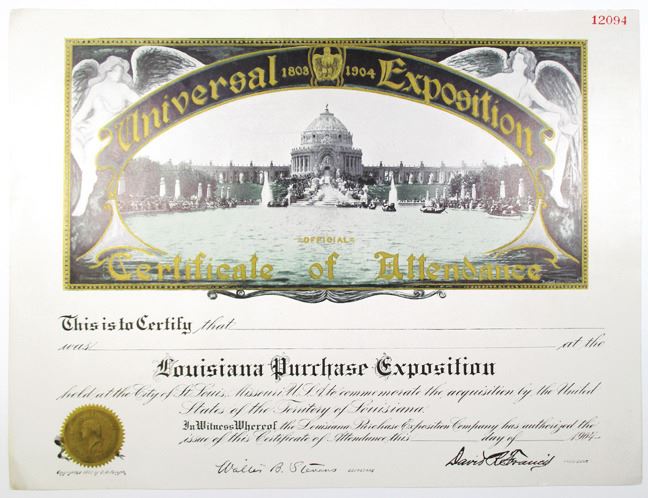 12094
Universal 1803 1904 Exposition
OFFICIAL
Certificate of Attendance
This is to Certify that
was at the
Louisiana Purchase Exposition
held at the City of St. Louis, Missouri U.S.A. to commemorate the acquisition by the United
States of the Territory of Louisiana.
In Witness Whereof the Louisiana Purchase Exposition Company has authorized the
issue of this Certificate of Attendance this day of 1904
Walter B. Stevens David R. Francis